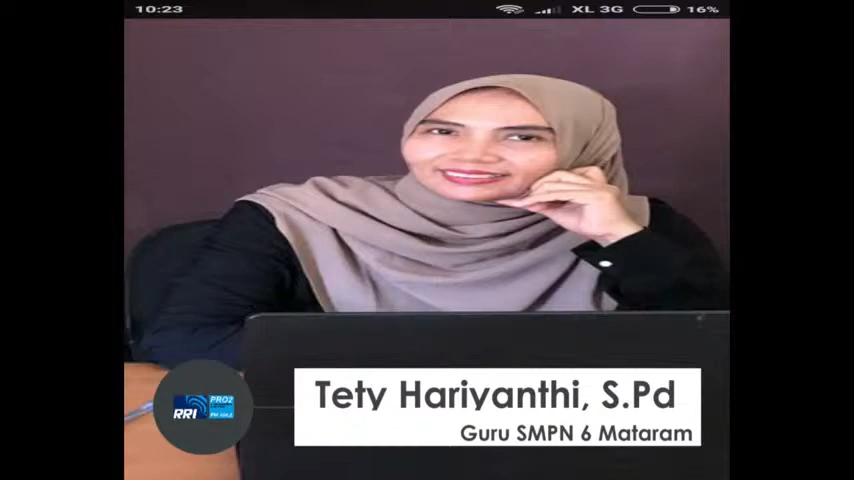 10:23 XL 3G 16%
Tety Hariyanthi, S.Pd
Guru SMPN 6 Mataram
RRI PRO2